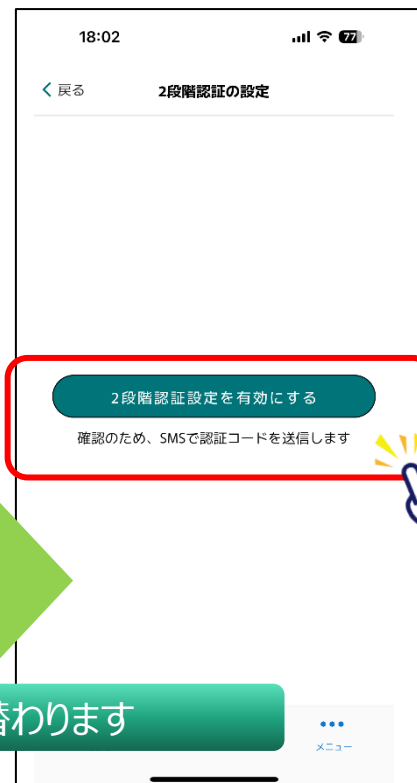 18:02
77
戻る
2段階認証の設定
2段階認証設定を有効にする
確認のため、SMSで認証コードを送信します
替わります
メニュー